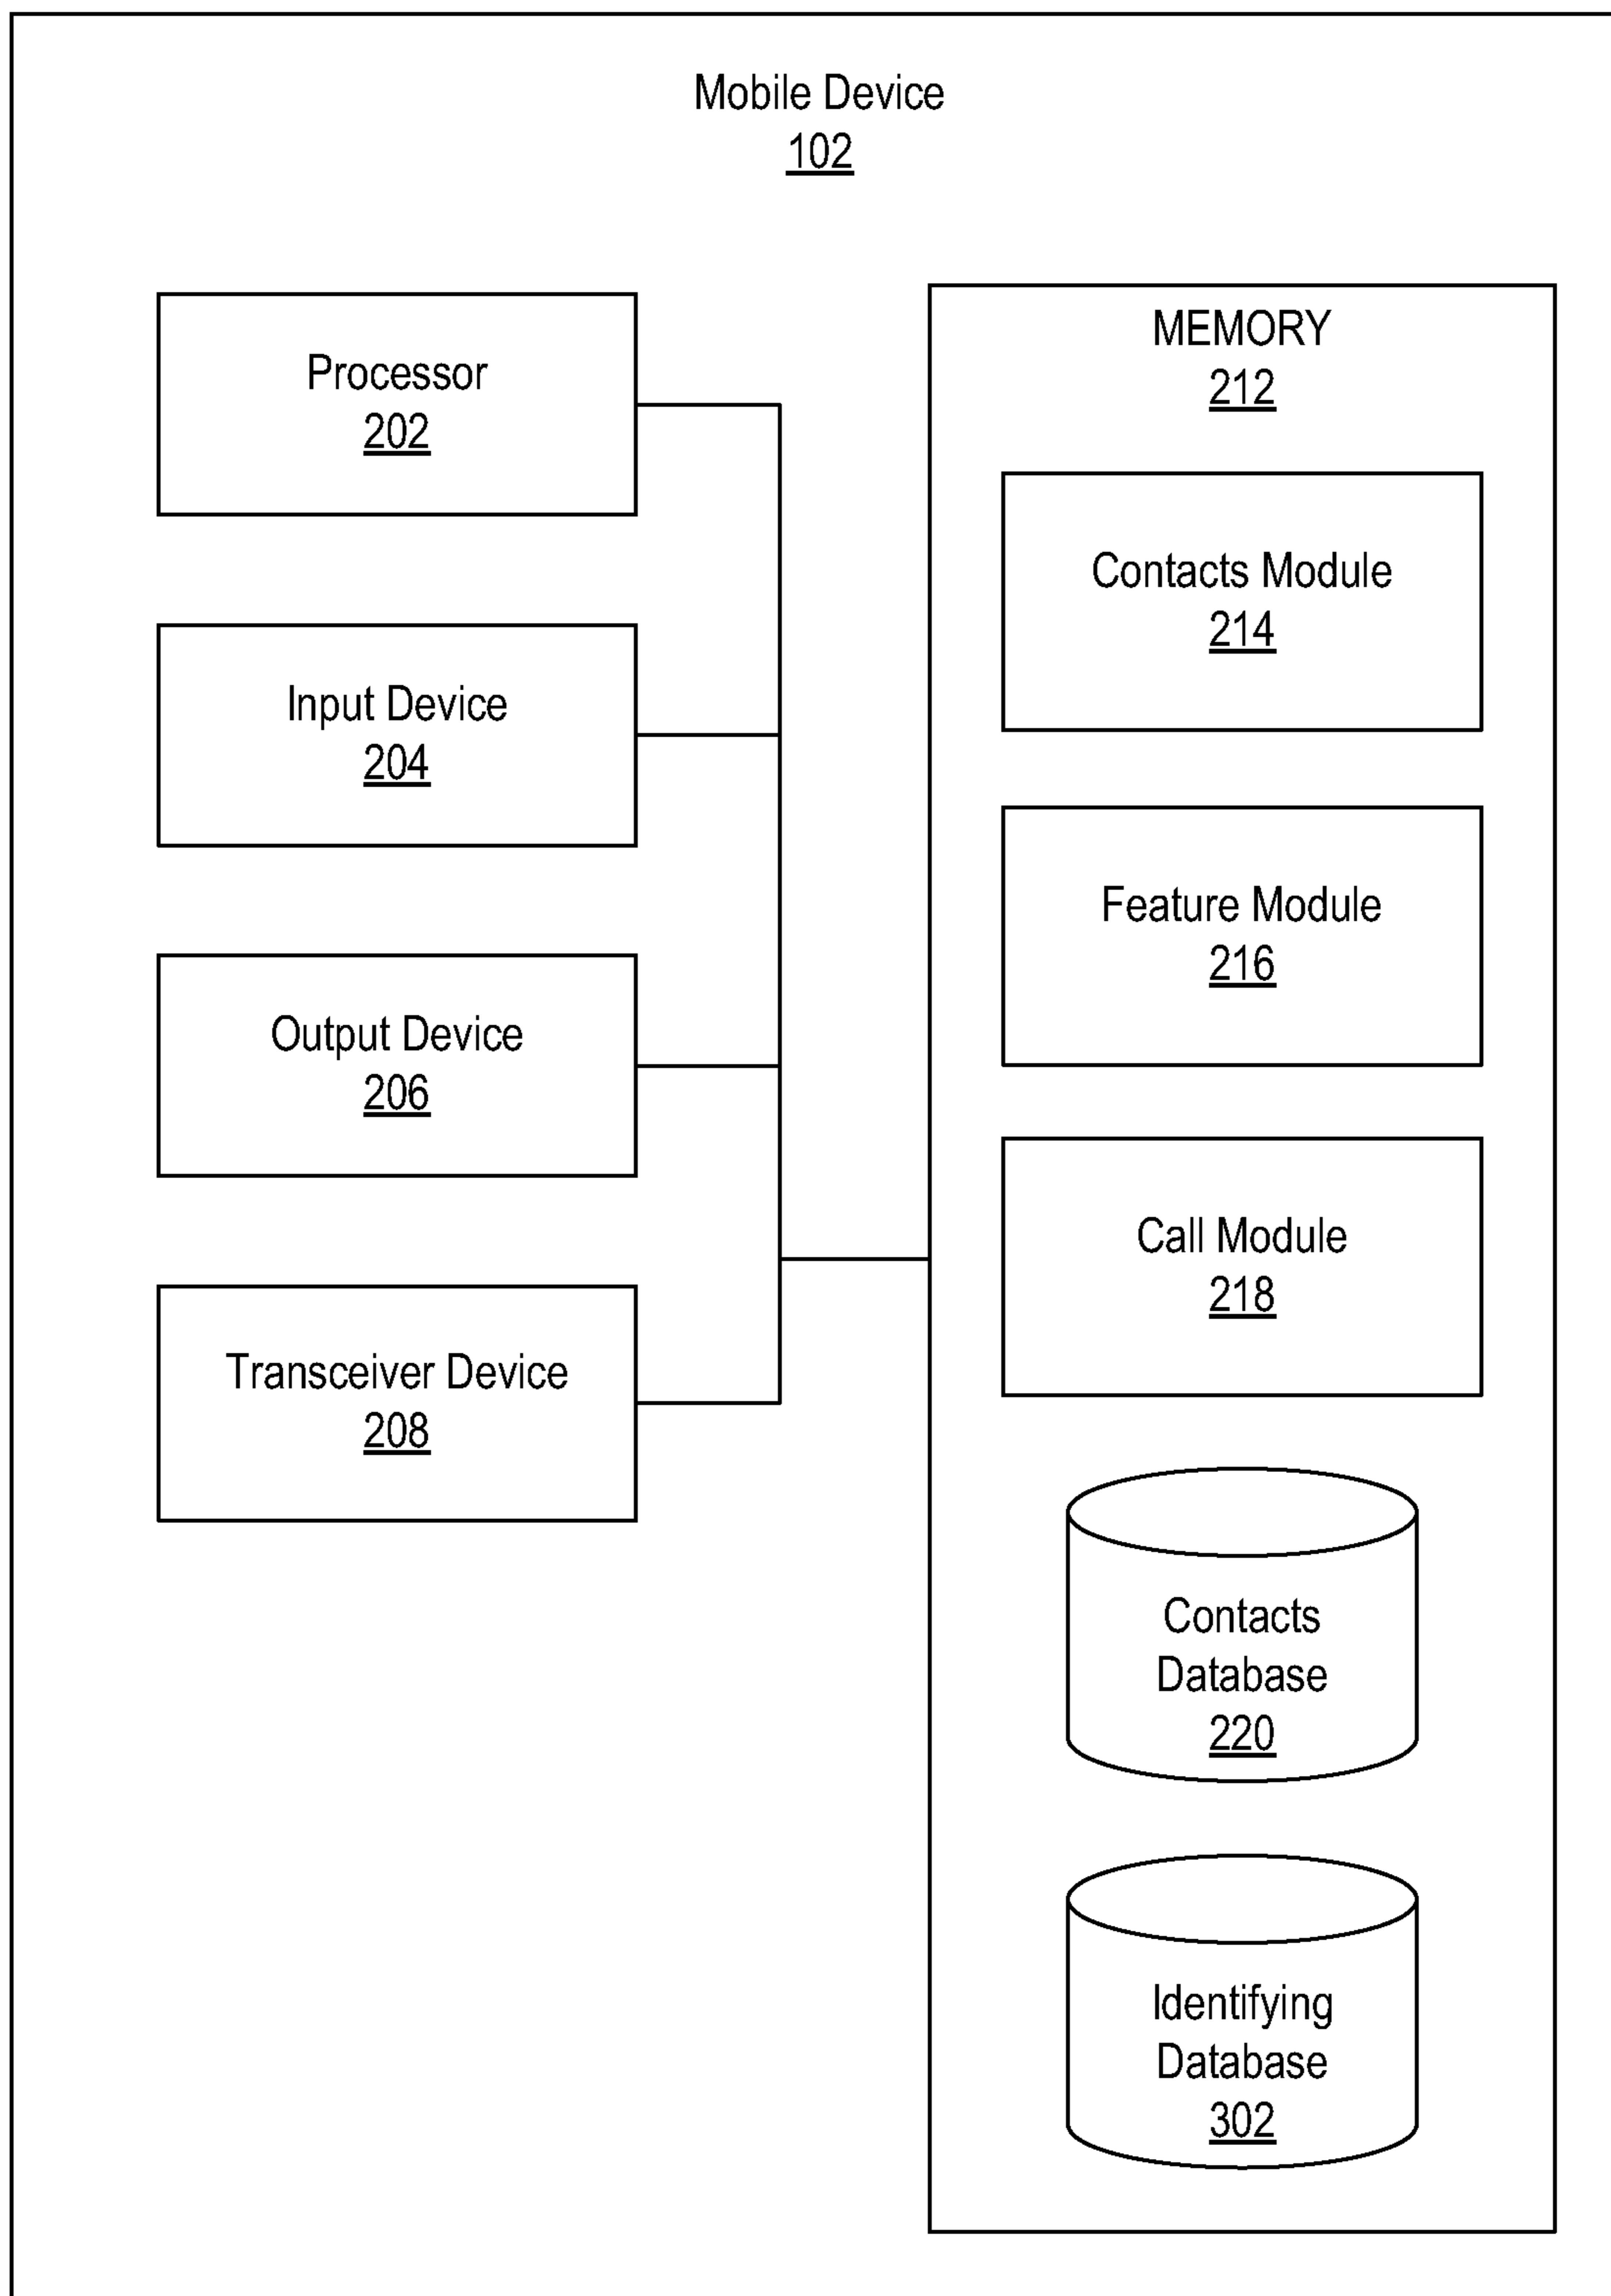 Mobile Device
102
Processor
202
Input Device
204
Output Device
206
Transceiver Device
208
MEMORY
212
Contacts Module
214
Feature Module
216
Call Module
218
Contacts
Database
220
Identifying
Database
302